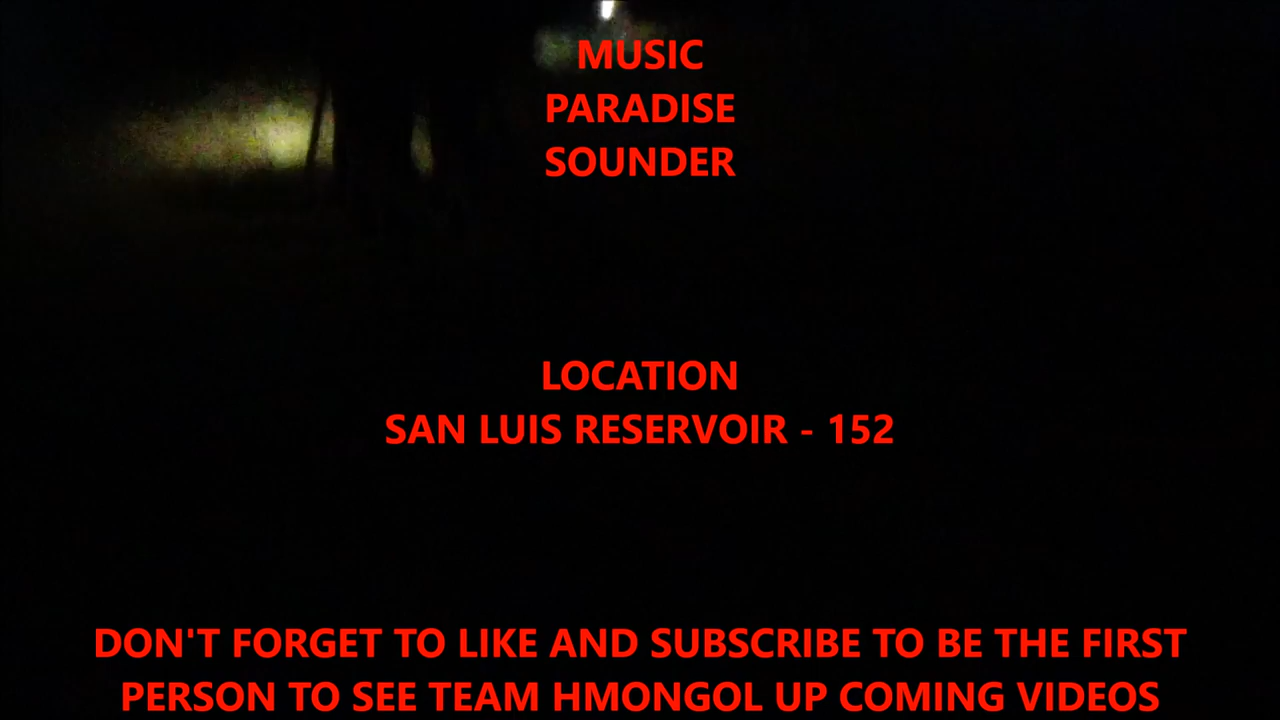 MUSIC
PARADISE
SOUNDER
LOCATION
SAN LUIS RESERVOIR - 152
DON'T FORGET TO LIKE AND SUBSCRIBE TO BE THE FIRST
PERSON TO SEE TEAM HMONGOL UP COMING VIDEOS